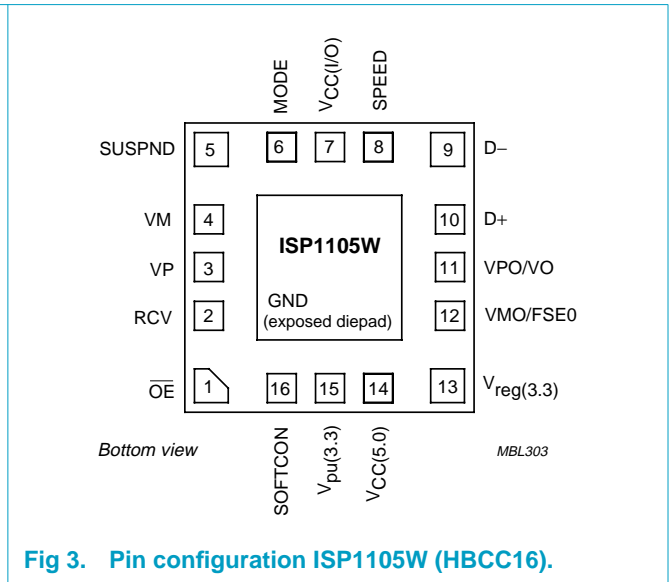 MODE
VCC(I/O)
SPEED
SUSPND 5 6 7 8 9 D−
VM 4 10 D+
ISP1105W
VP 3 11 VPO/VO
GND
(exposed diepad)
RCV 2 12 VMO/FSE0
OE 1 16 15 14 13 Vreg(3.3)
Bottom view
MBL303
SOFTCON
Vpu(3.3)
VCC(5.0)
Fig 3. Pin configuration ISP1105W (HBCC16).